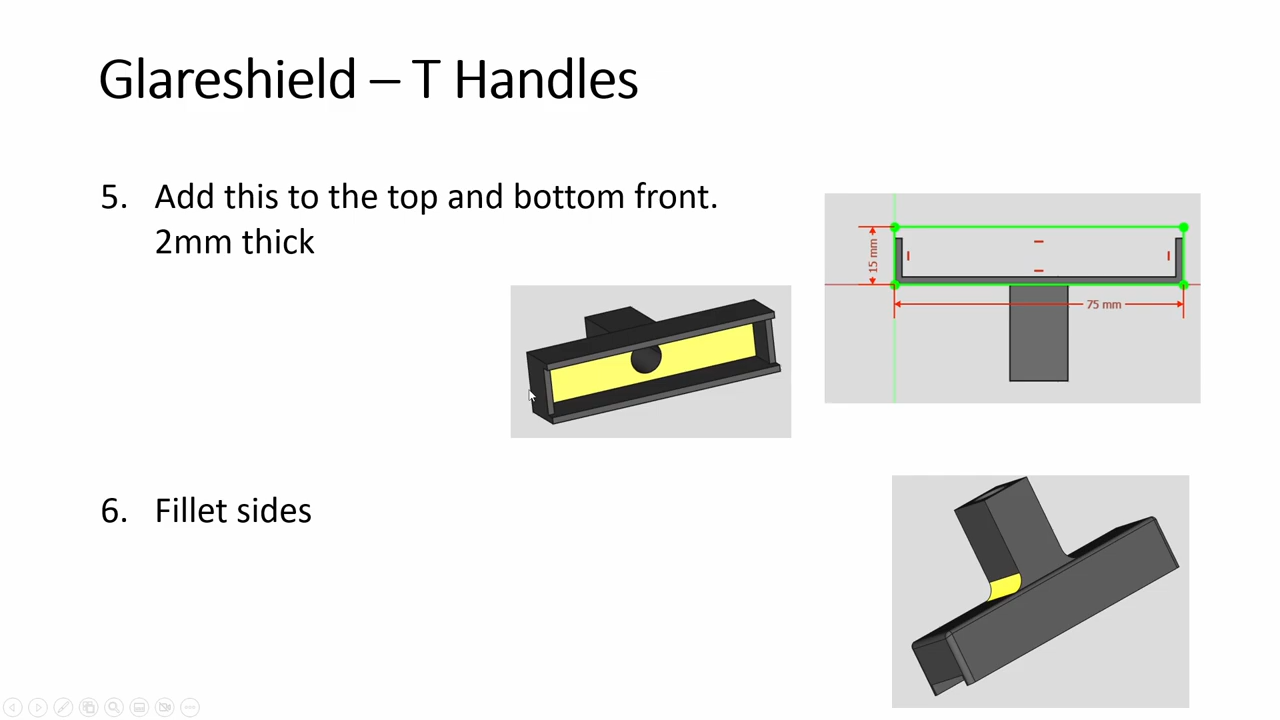 Glareshield – T Handles
5. Add this to the top and bottom front.
2mm thick
15 mm
75 mm
6. Fillet sides